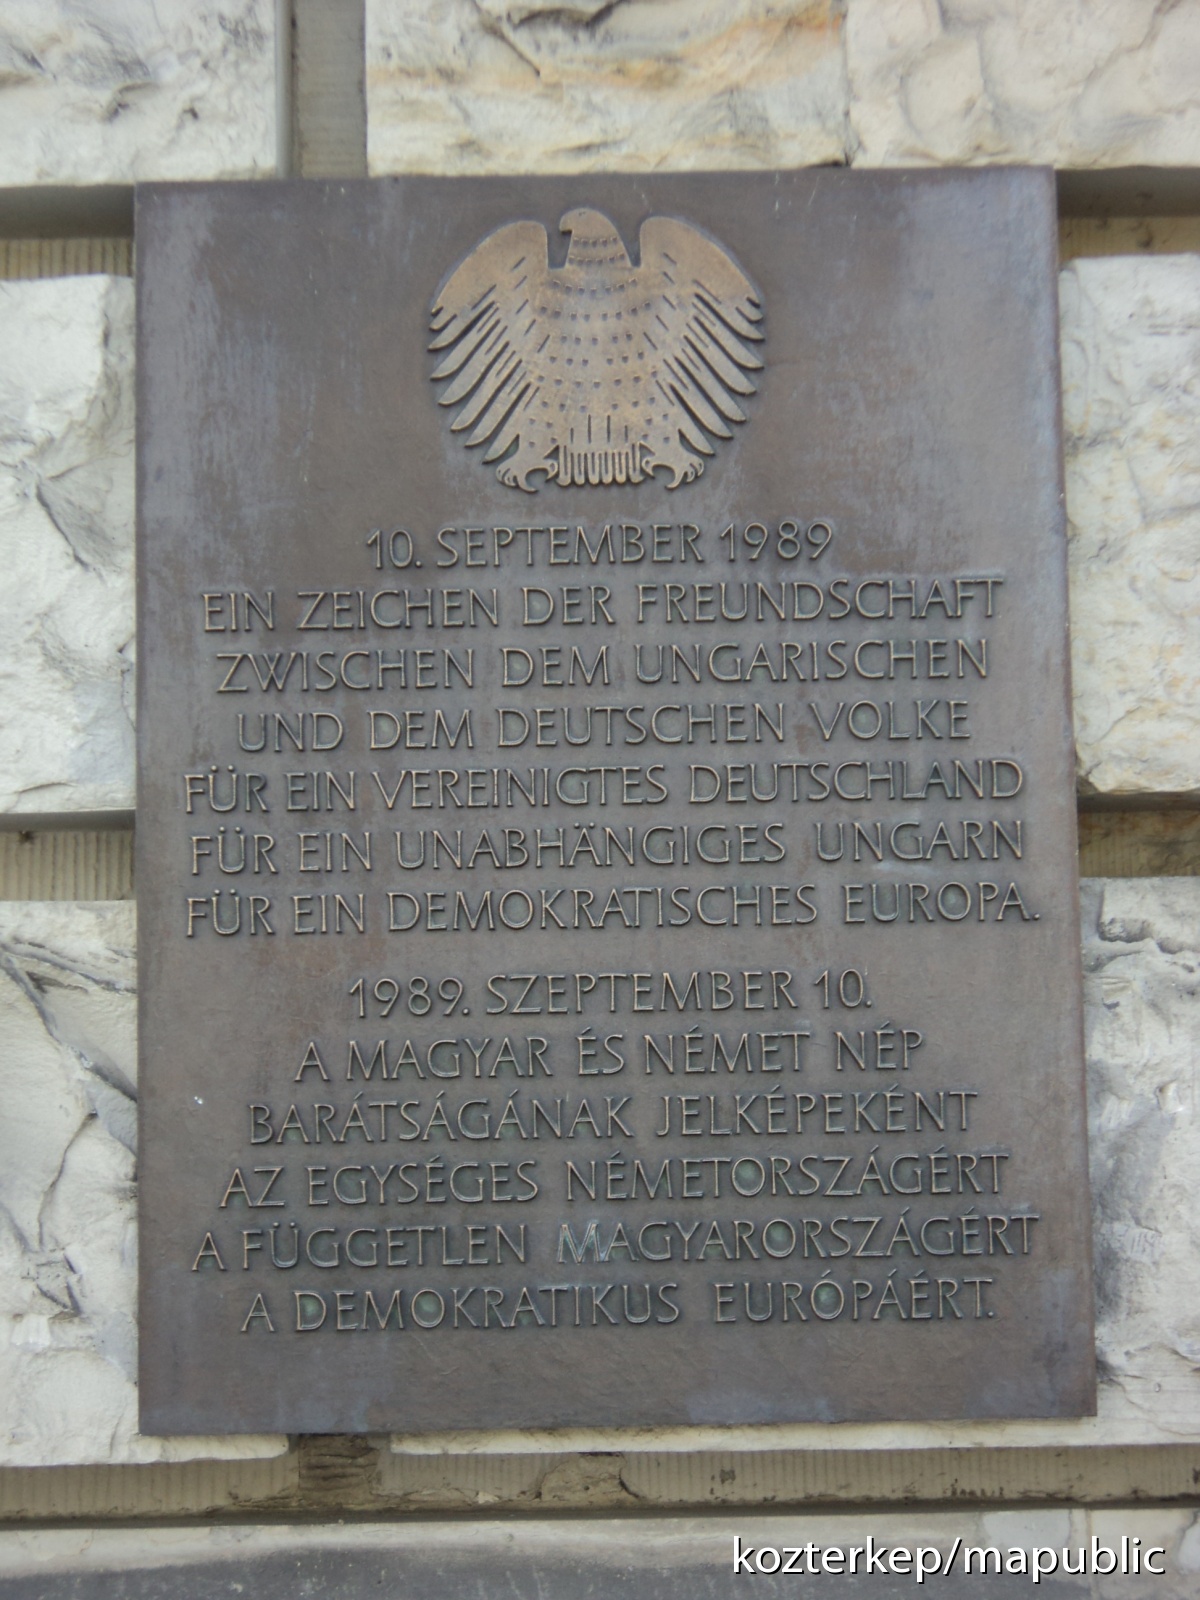 10. SEPTEMBER 1989
EIN ZEICHEN DER FREUNDSCHAFT
ZWISCHEN DEM UNGARISCHEN
UND DEM DEUTSCHEN VOLKE
FÜR EIN VEREINIGTES DEUTSCHLAND
FÜR EIN UNABHÄNGIGES UNGARN
FÜR EIN DEMOKRATISCHES EUROPA.
1989. SZEPTEMBER 10.
A MAGYAR ÉS NÉMET NÉP
BARÁTSÁGÁNAK JELKÉPEKÉNT
AZ EGYSÉGES NÉMETORSZÁGÉRT
A FÜGGETLEN MAGYARORSZÁGÉRT
A DEMOKRATIKUS EURÓPÁÉRT.
kozterkep/mapublic